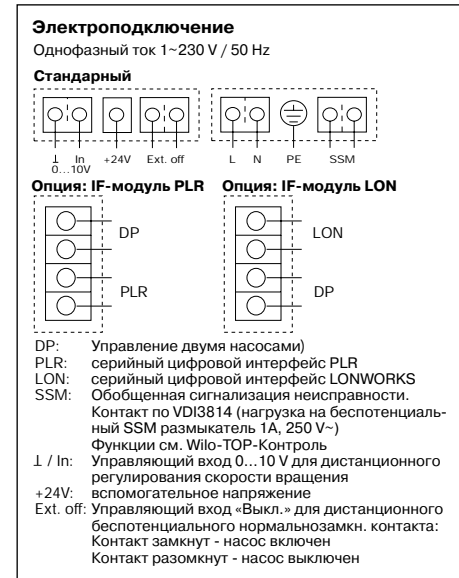 Электроподключение
Однофазный ток 1~230 V / 50 Hz
Стандарный
⊥ In +24V Ext. off L N PE SSM
0...10V
Опция: IF-модуль PLR Опция: IF-модуль LON
DP LON
PLR DP
DP: Управление двумя насосами)
PLR: серийный цифровой интерфейс PLR
LON: серийный цифровой интерфейс LONWORKS
SSM: Обобщенная сигнализация неисправности.
Контакт по VDI3814 (нагрузка на беспотенциаль-
ный SSM размыкатель 1A, 250 V~)
Функции см. Wilo-TOP-Контроль
⊥ / In: Управляющий вход 0...10 V для дистанционного
регулирования скорости вращения
+24V: вспомогательное напряжение
Ext. off: Управляющий вход «Выкл.» для дистанционного
беспотенциального нормальнозамкн. контакта:
Контакт замкнут - насос включен
Контакт разомкнут - насос выключен